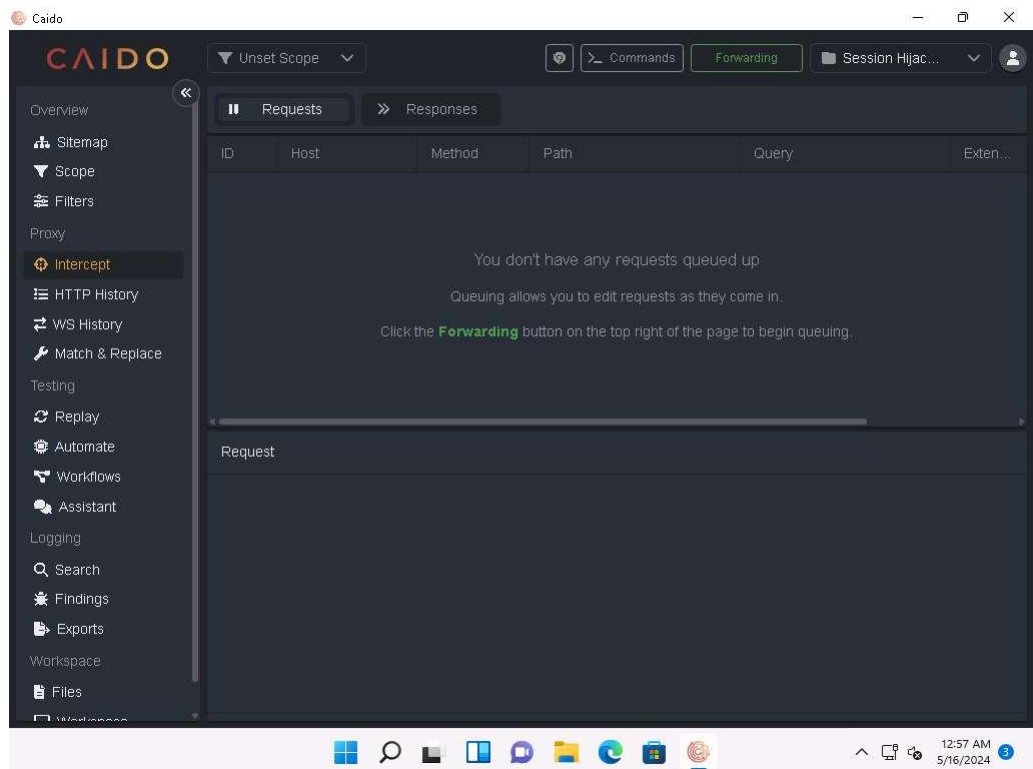 Caido
CAIDO
Unset Scope
Commands
Forwarding
Session Hijac...
Overview
Sitemap
Scope
Filters
Proxy
Intercept
HTTP History
WS History
Match & Replace
Testing
Replay
Automate
Workflows
Assistant
Logging
Search
Findings
Exports
Workspace
Files
Workspace
Requests
Responses
ID Host Method Path Query Exten...
You don't have any requests queued up
Queuing allows you to edit requests as they come in.
Click the Forwarding button on the top right of the page to begin queuing.
Request
12:57 AM
5/16/2024
3